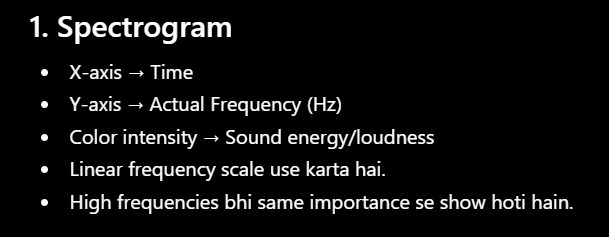 1. Spectrogram
• X-axis → Time
• Y-axis → Actual Frequency (Hz)
• Color intensity → Sound energy/loudness
• Linear frequency scale use karta hai.
• High frequencies bhi same importance se show hoti hain.